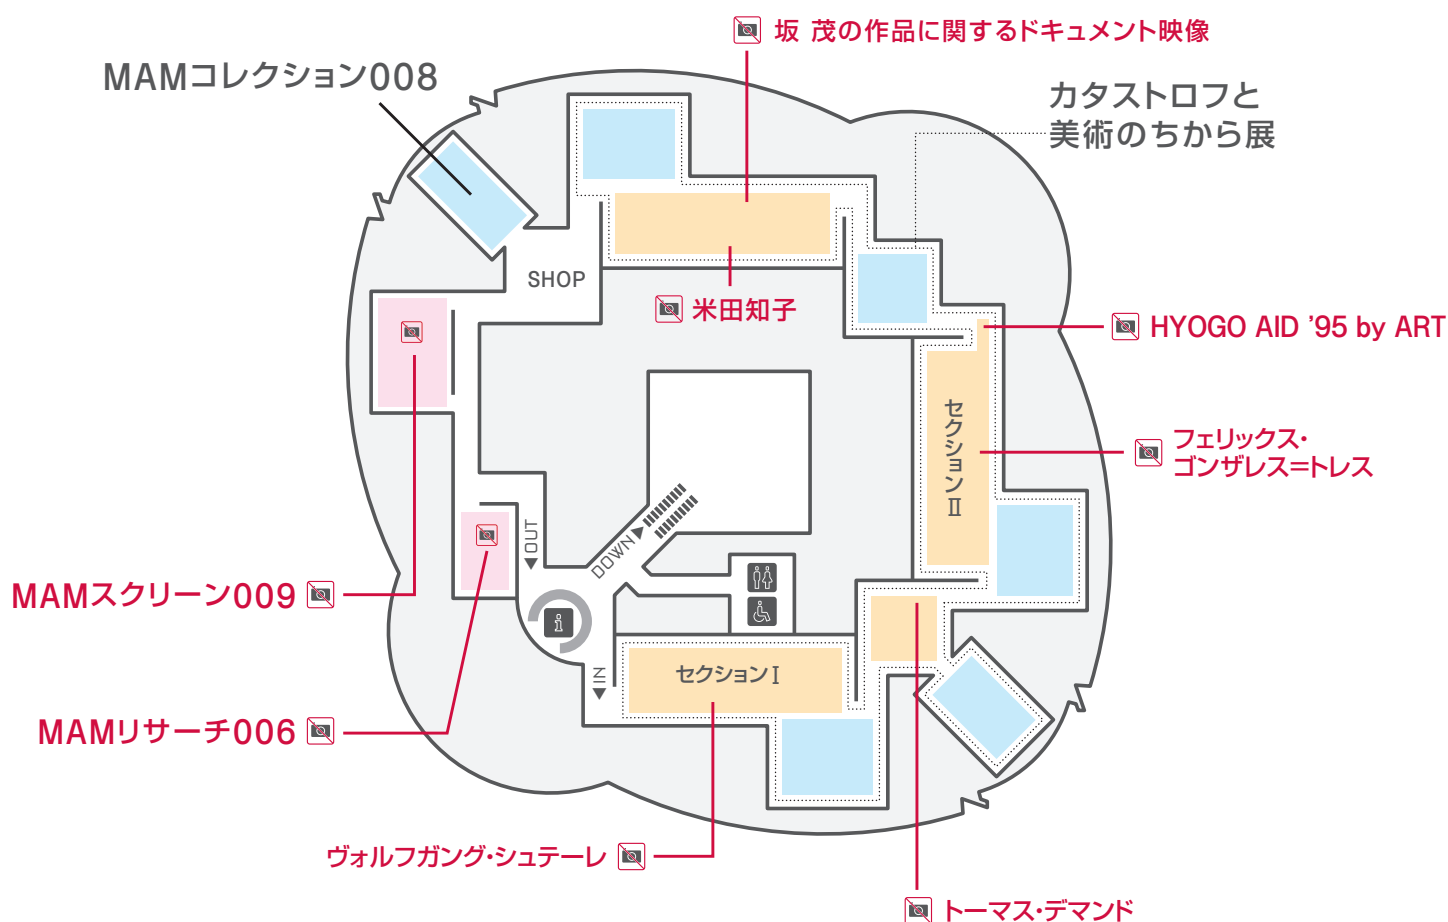 坂 茂の作品に関するドキュメント映像
MAMコレクション008
カタストロフと
美術のちから展
SHOP
米田知子
HYOGO AID ’95 by ART
セクションⅡ
フェリックス・
ゴンザレス=トレス
OUT
DOWN
MAMスクリーン009
i
IN
セクションⅠ
MAMリサーチ006
ヴォルフガング・シュテーレ
トーマス・デマンド